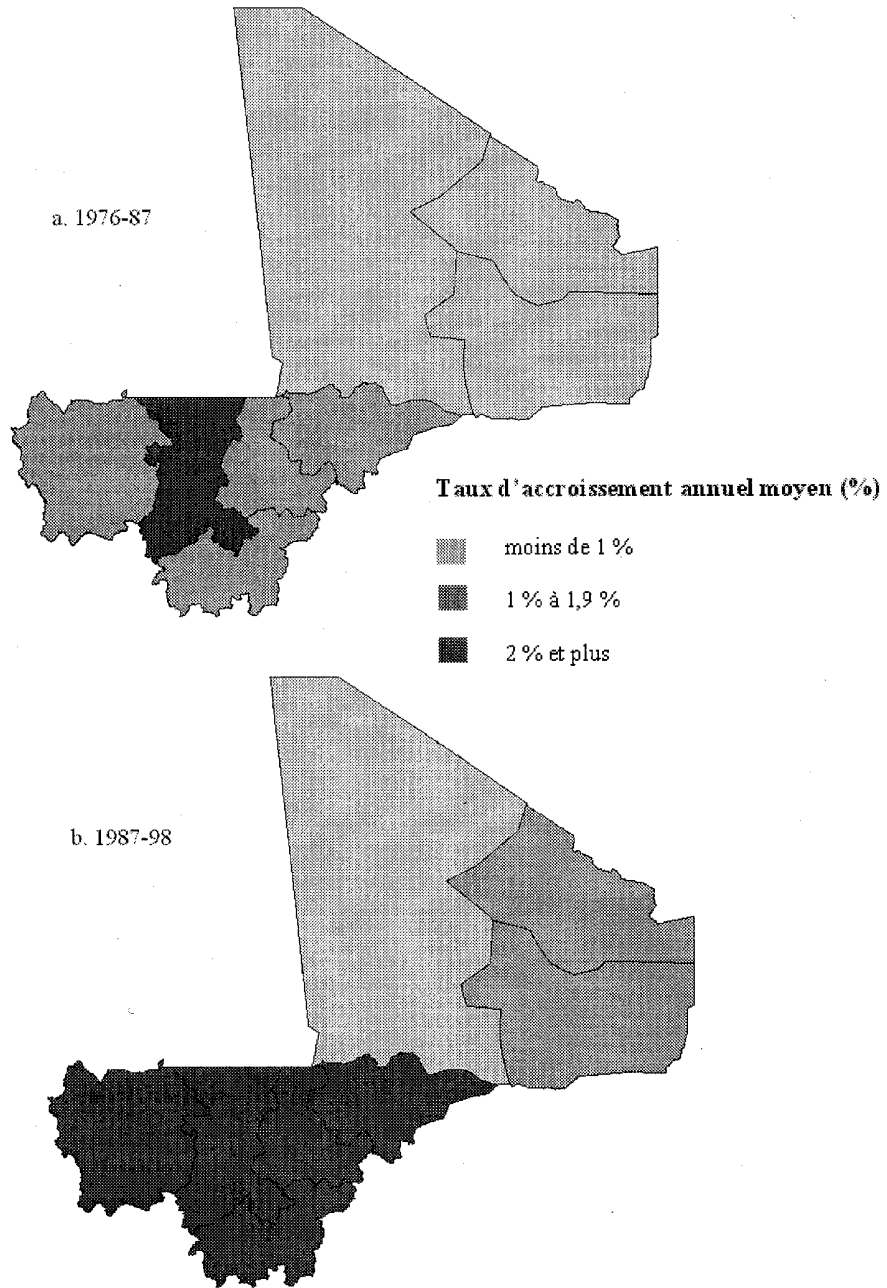 a. 1976-87
Taux d'accroissement annuel moyen (%)
moins de 1 %
1 % à 1,9 %
2 % et plus
b. 1987-98